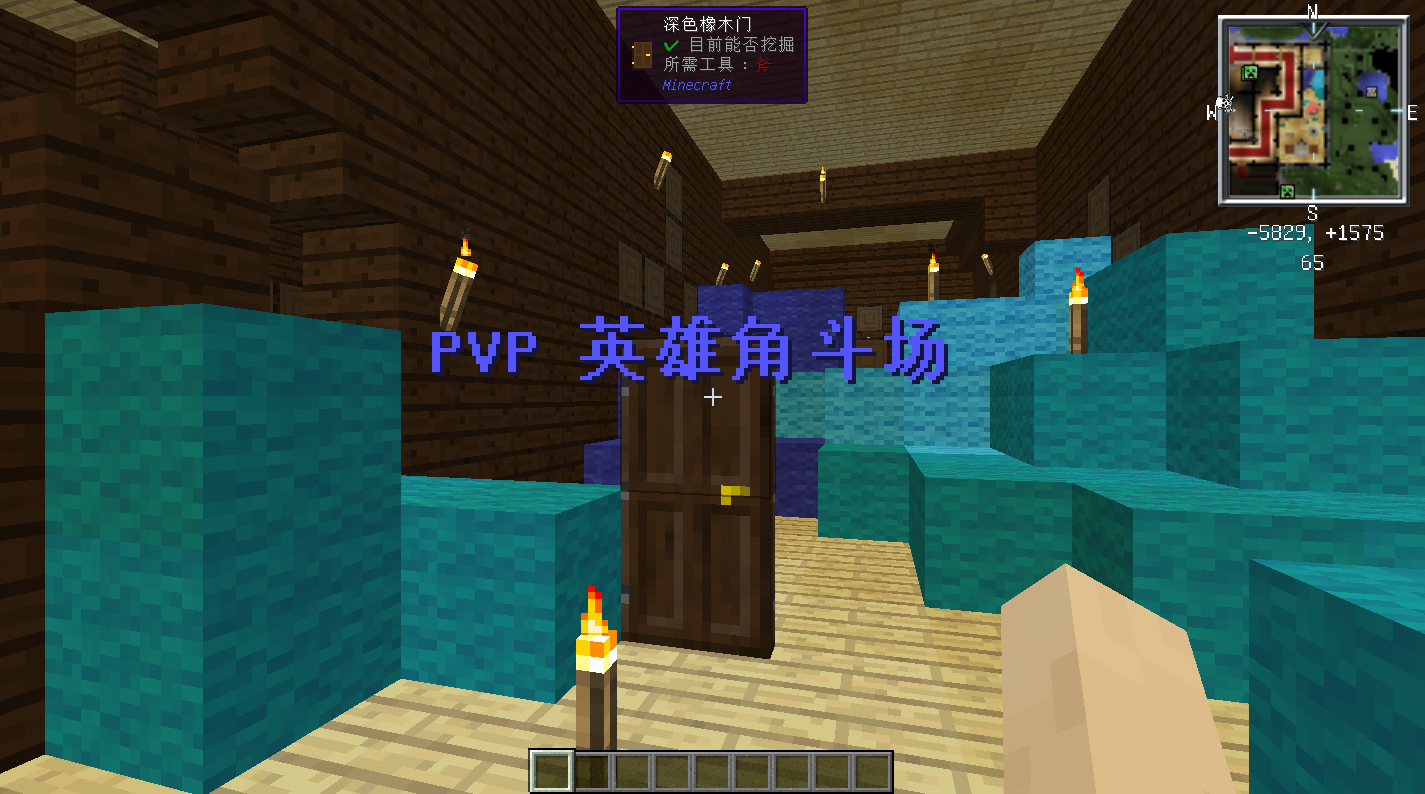 深色橡木门
✔ 目前能否挖掘
所需工具：斧
Minecraft
N
W
E
S
-5829, +1575
65
PVP 英雄角斗场